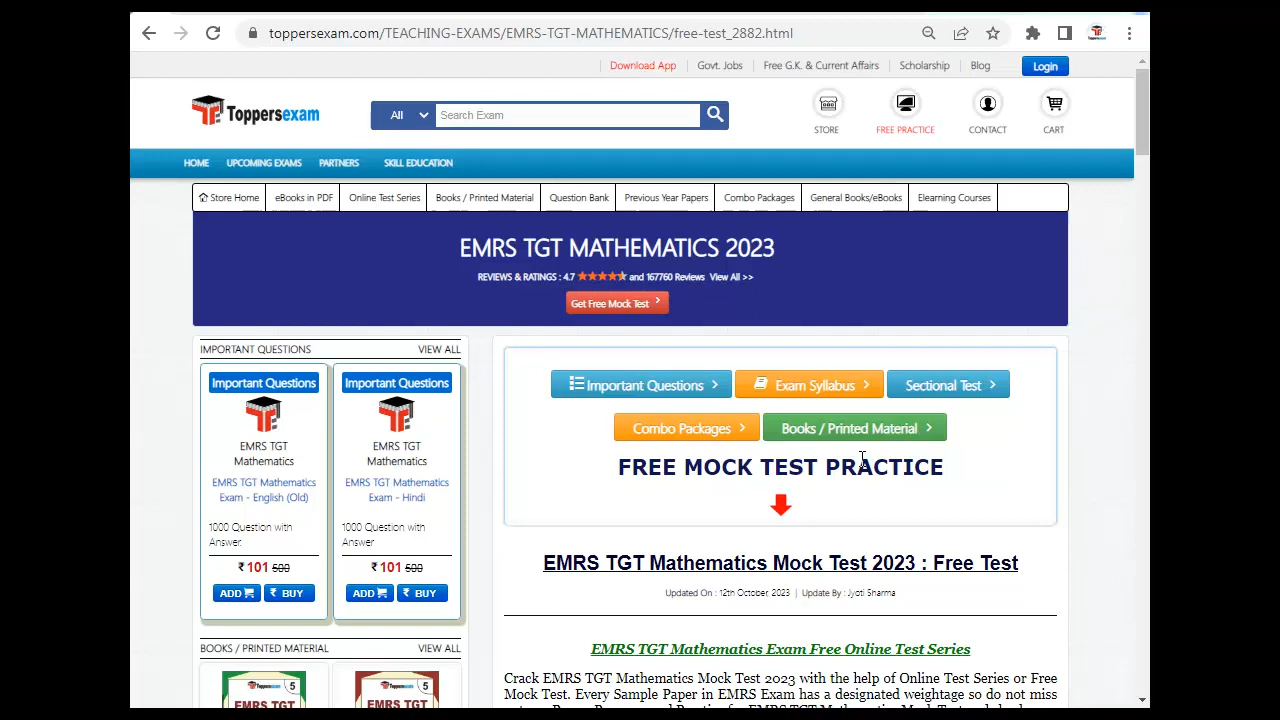 toppersexam.com/TEACHING-EXAMS/EMRS-TGT-MATHEMATICS/free-test_2882.html
Download App | Govt. Jobs | Free G.K. & Current Affairs | Scholarship | Blog Login
Toppersexam
All Search Exam
STORE FREE PRACTICE CONTACT CART
HOME UPCOMING EXAMS PARTNERS SKILL EDUCATION
Store Home eBooks in PDF Online Test Series Books / Printed Material Question Bank Previous Year Papers Combo Packages General Books/eBooks Elearning Courses
EMRS TGT MATHEMATICS 2023
REVIEWS & RATINGS : 4.7 and 167760 Reviews View All >>
Get Free Mock Test
IMPORTANT QUESTIONS VIEW ALL
Important Questions
EMRS TGT
Mathematics
EMRS TGT Mathematics
Exam - English (Old)
1000 Question with
Answer
₹ 101 500
ADD ₹ BUY
Important Questions
EMRS TGT
Mathematics
EMRS TGT Mathematics
Exam - Hindi
1000 Question with
Answer
₹ 101 500
ADD ₹ BUY
BOOKS / PRINTED MATERIAL VIEW ALL
Toppersexam 5
EMRS TGT
Toppersexam 5
EMRS TGT
Important Questions Exam Syllabus Sectional Test
Combo Packages Books / Printed Material
FREE MOCK TEST PRACTICE
EMRS TGT Mathematics Mock Test 2023 : Free Test
Updated On : 12th October, 2023 | Update By : Jyoti Sharma
EMRS TGT Mathematics Exam Free Online Test Series
Crack EMRS TGT Mathematics Mock Test 2023 with the help of Online Test Series or Free
Mock Test. Every Sample Paper in EMRS Exam has a designated weightage so do not miss